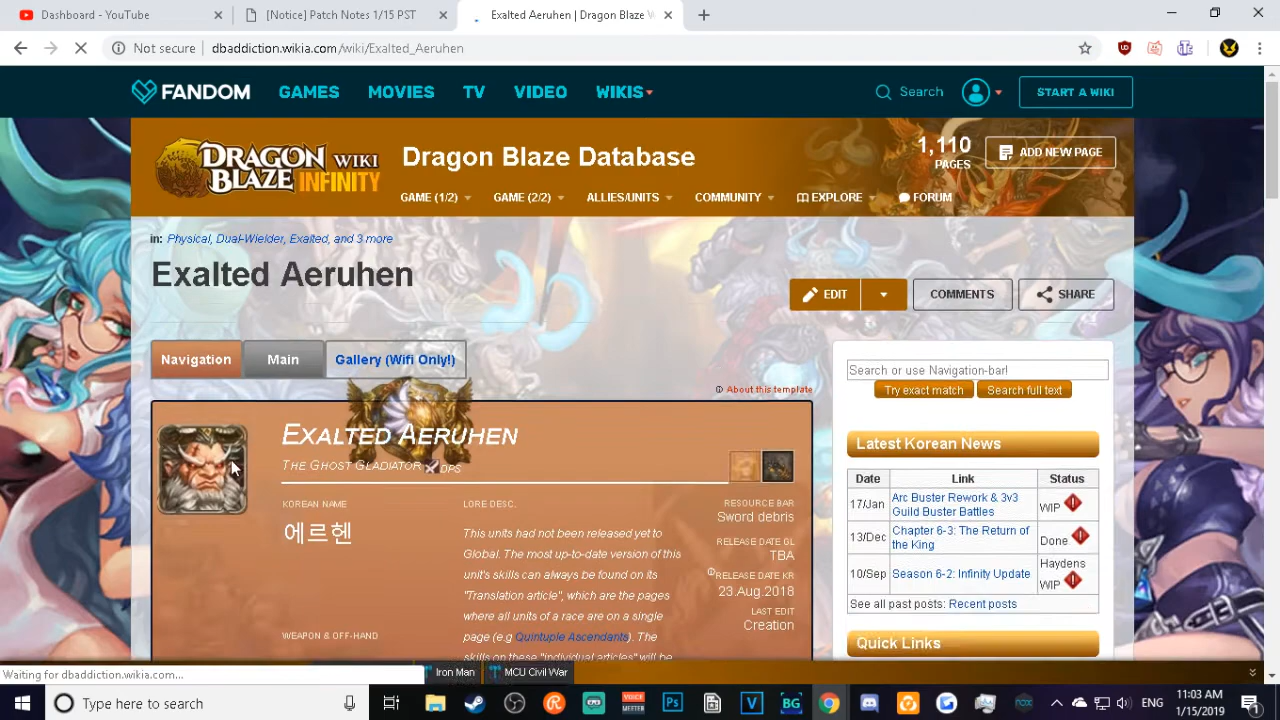 Dashboard - YouTube
[Notice] Patch Notes 1/15 PST
Exalted Aeruhen | Dragon Blaze W
Not secure | dbaddiction.wikia.com/wiki/Exalted_Aeruhen
FANDOM GAMES MOVIES TV VIDEO WIKIS Search START A WIKI
DRAGON BLAZE WIKI INFINITY
Dragon Blaze Database
1,110 PAGES
ADD NEW PAGE
GAME (1/2) GAME (2/2) ALLIES/UNITS COMMUNITY EXPLORE FORUM
in: Physical, Dual-Wielder, Exalted, and 3 more
Exalted Aeruhen
EDIT COMMENTS SHARE
Navigation Main Gallery (Wifi Only!)
About this template
EXALTED AERUHEN
THE GHOST GLADIATOR DPS
KOREAN NAME
에르헨
WEAPON & OFF-HAND
LORE DESC.
This units had not been released yet to
Global. The most up-to-date version of this
unit's skills can always be found on its
"Translation article", which are the pages
where all units of a race are on a single
page (e.g Quintuple Ascendants). The
skills on these "individual articles" will be
RESOURCE BAR
Sword debris
RELEASE DATE GL
TBA
RELEASE DATE KR
23.Aug.2018
LAST EDIT
Creation
Search or use Navigation-bar!
Try exact match Search full text
Latest Korean News
Date Link Status
17/Jan Arc Buster Rework & 3v3 Guild Buster Battles WIP
13/Dec Chapter 6-3: The Return of the King Done
10/Sep Season 6-2: Infinity Update Haydens WIP
See all past posts: Recent posts
Quick Links
Waiting for dbaddiction.wikia.com...
Iron Man MCU Civil War
Type here to search
ENG
11:03 AM
1/15/2019